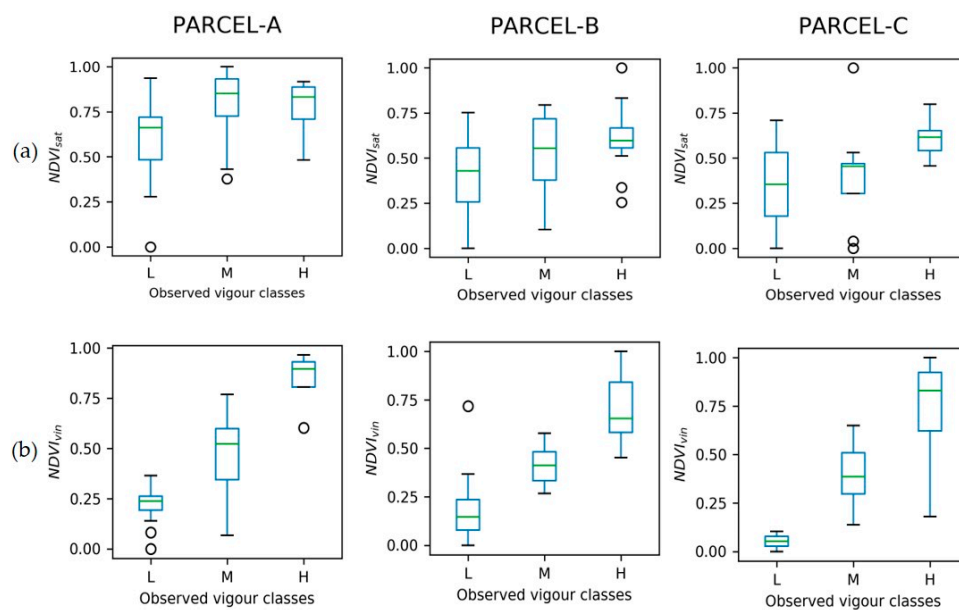 PARCEL-A
PARCEL-B
PARCEL-C
(a)
NDVIsat
1.00
0.75
0.50
0.25
0.00
L M H
Observed vigour classes
NDVIsat
1.00
0.75
0.50
0.25
0.00
L M H
Observed vigour classes
NDVIsat
1.00
0.75
0.50
0.25
0.00
L M H
Observed vigour classes
(b)
NDVIvin
1.00
0.75
0.50
0.25
0.00
L M H
Observed vigour classes
NDVIvin
1.00
0.75
0.50
0.25
0.00
L M H
Observed vigour classes
NDVIvin
1.00
0.75
0.50
0.25
0.00
L M H
Observed vigour classes